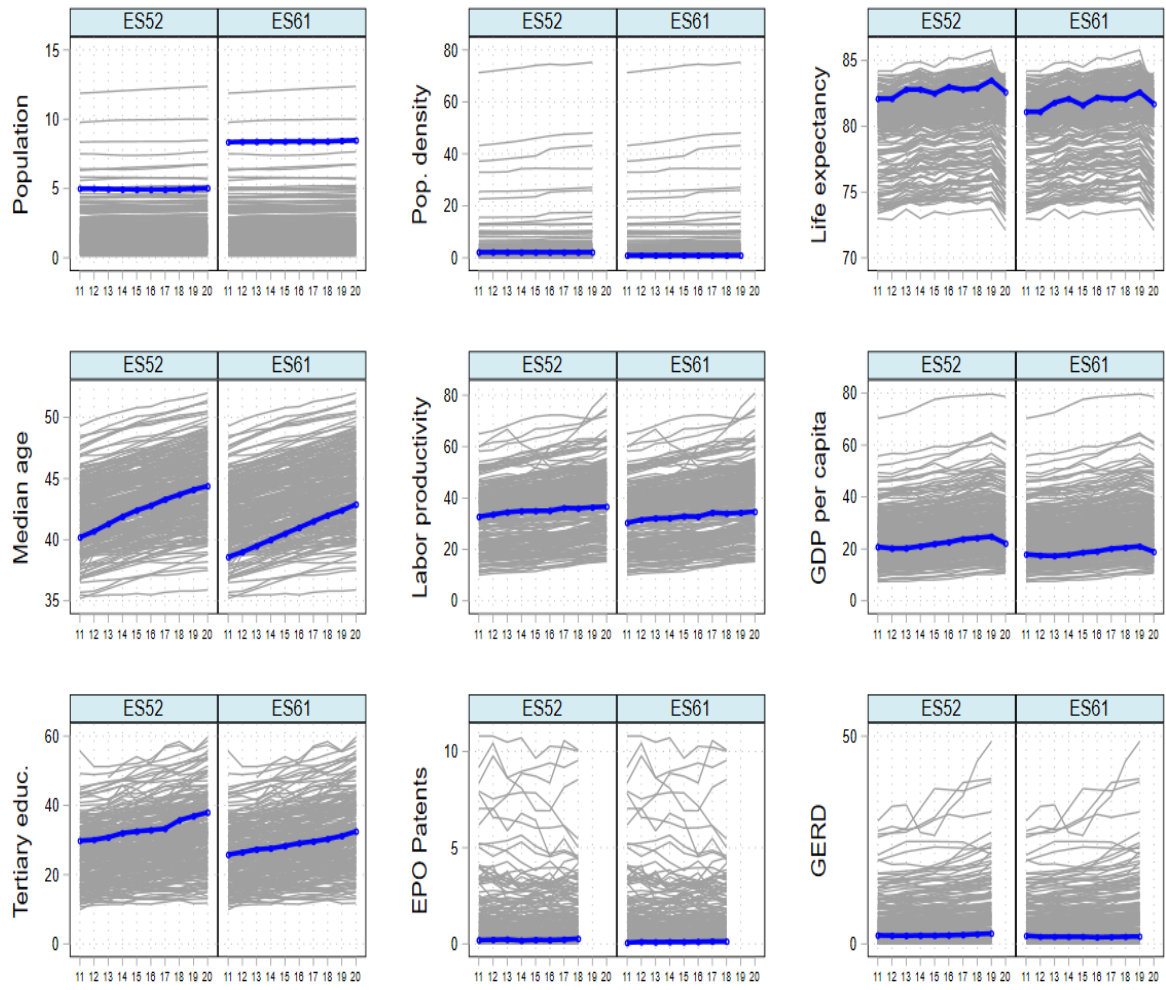 ES52 ES61 ES52 ES61 ES52 ES61
Population
15
10
5
0
11 12 13 14 15 16 17 18 19 20 11 12 13 14 15 16 17 18 19 20
Pop. density
80
60
40
20
0
11 12 13 14 15 16 17 18 19 20 11 12 13 14 15 16 17 18 19 20
Life expectancy
85
80
75
70
11 12 13 14 15 16 17 18 19 20 11 12 13 14 15 16 17 18 19 20
ES52 ES61 ES52 ES61 ES52 ES61
Median age
50
45
40
35
11 12 13 14 15 16 17 18 19 20 11 12 13 14 15 16 17 18 19 20
Labor productivity
80
60
40
20
0
11 12 13 14 15 16 17 18 19 20 11 12 13 14 15 16 17 18 19 20
GDP per capita
80
60
40
20
0
11 12 13 14 15 16 17 18 19 20 11 12 13 14 15 16 17 18 19 20
ES52 ES61 ES52 ES61 ES52 ES61
Tertiary educ.
60
40
20
0
11 12 13 14 15 16 17 18 19 20 11 12 13 14 15 16 17 18 19 20
EPO Patents
10
5
0
11 12 13 14 15 16 17 18 19 20 11 12 13 14 15 16 17 18 19 20
GERD
50
0
11 12 13 14 15 16 17 18 19 20 11 12 13 14 15 16 17 18 19 20